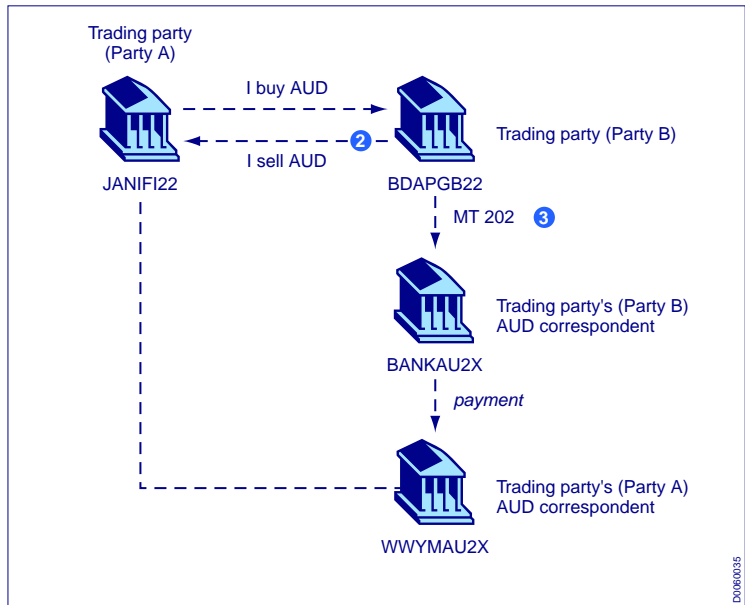 Trading party
(Party A)
I buy AUD
2
I sell AUD
Trading party (Party B)
JANIFI22
BDAPGB22
MT 202 3
Trading party's (Party B)
AUD correspondent
BANKAU2X
payment
Trading party's (Party A)
AUD correspondent
WWYMAU2X
D0060035